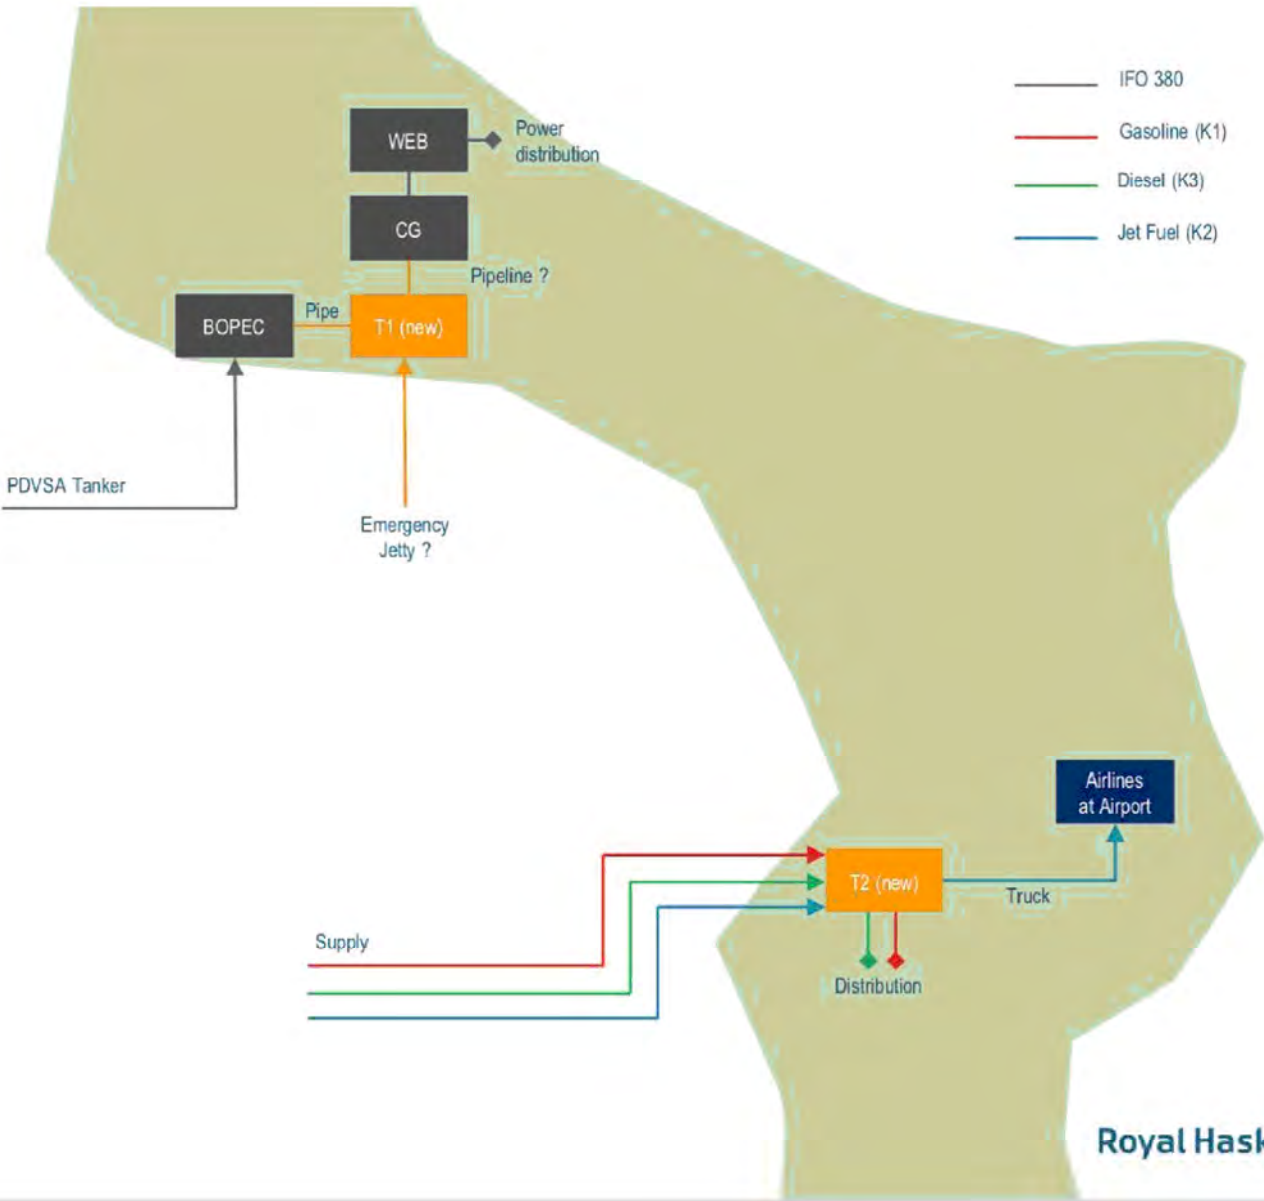 IFO 380
Gasoline (K1)
Diesel (K3)
Jet Fuel (K2)
WEB
Power
distribution
CG
Pipeline ?
BOPEC
Pipe
T1 (new)
PDVSA Tanker
Emergency
Jetty ?
Airlines
at Airport
T2 (new)
Truck
Supply
Distribution
Royal Hask